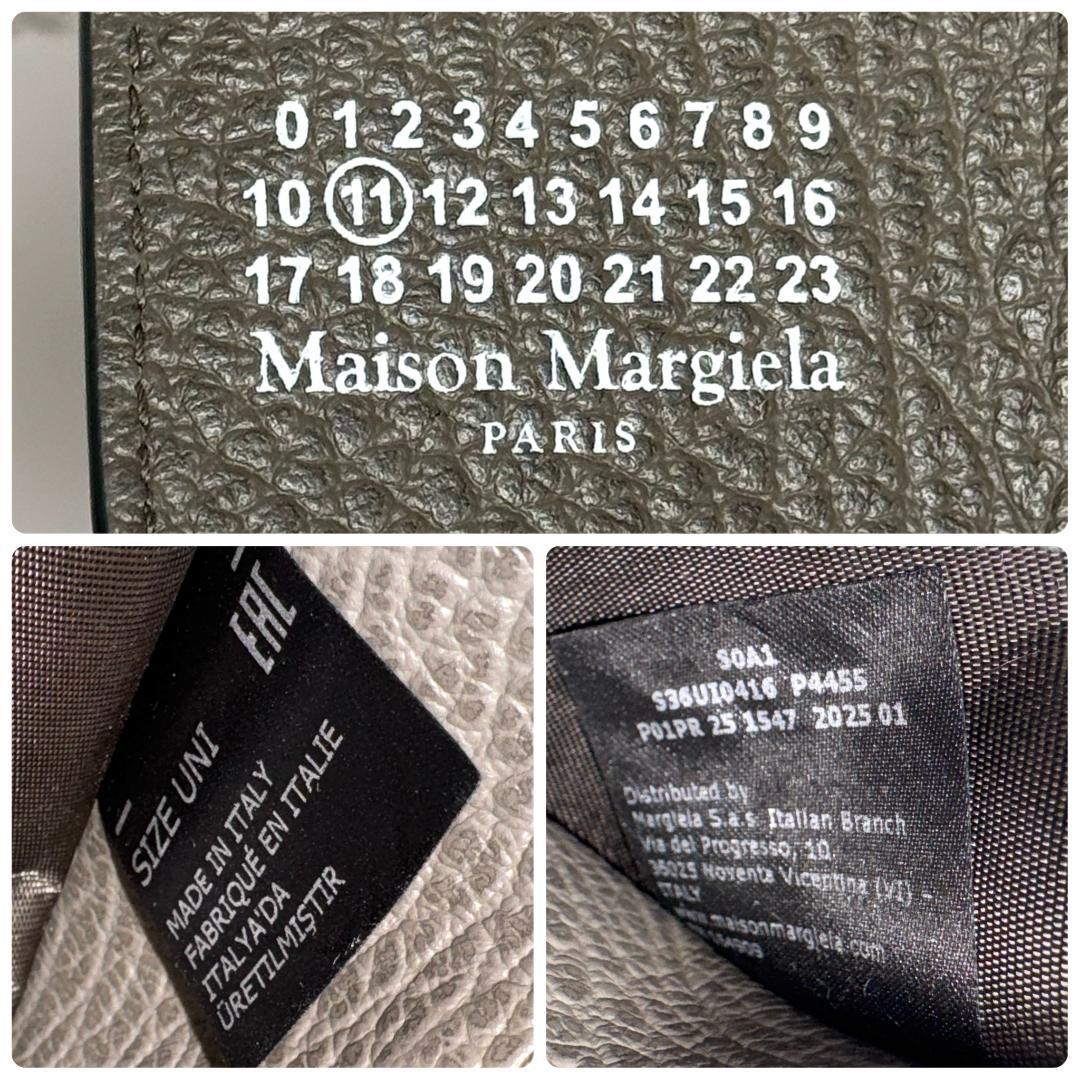 0 1 2 3 4 5 6 7 8 9
10 11 12 13 14 15 16
17 18 19 20 21 22 23
Maison Margiela
PARIS
EAC
SIZE UNI
MADE IN ITALY
FABRIQUÉ EN ITALIE
ITALYA'DA
ÜRETILMIŞTIR
S0A1
S36UI0416 P4455
P01PR 25 1547 2025 01
Distributed by
Margiela S.a.s. Italian Branch
Via del Progresso, 10
36025 Noventa Vicentina (VI) -
ITALY
www.maisonmargiela.com